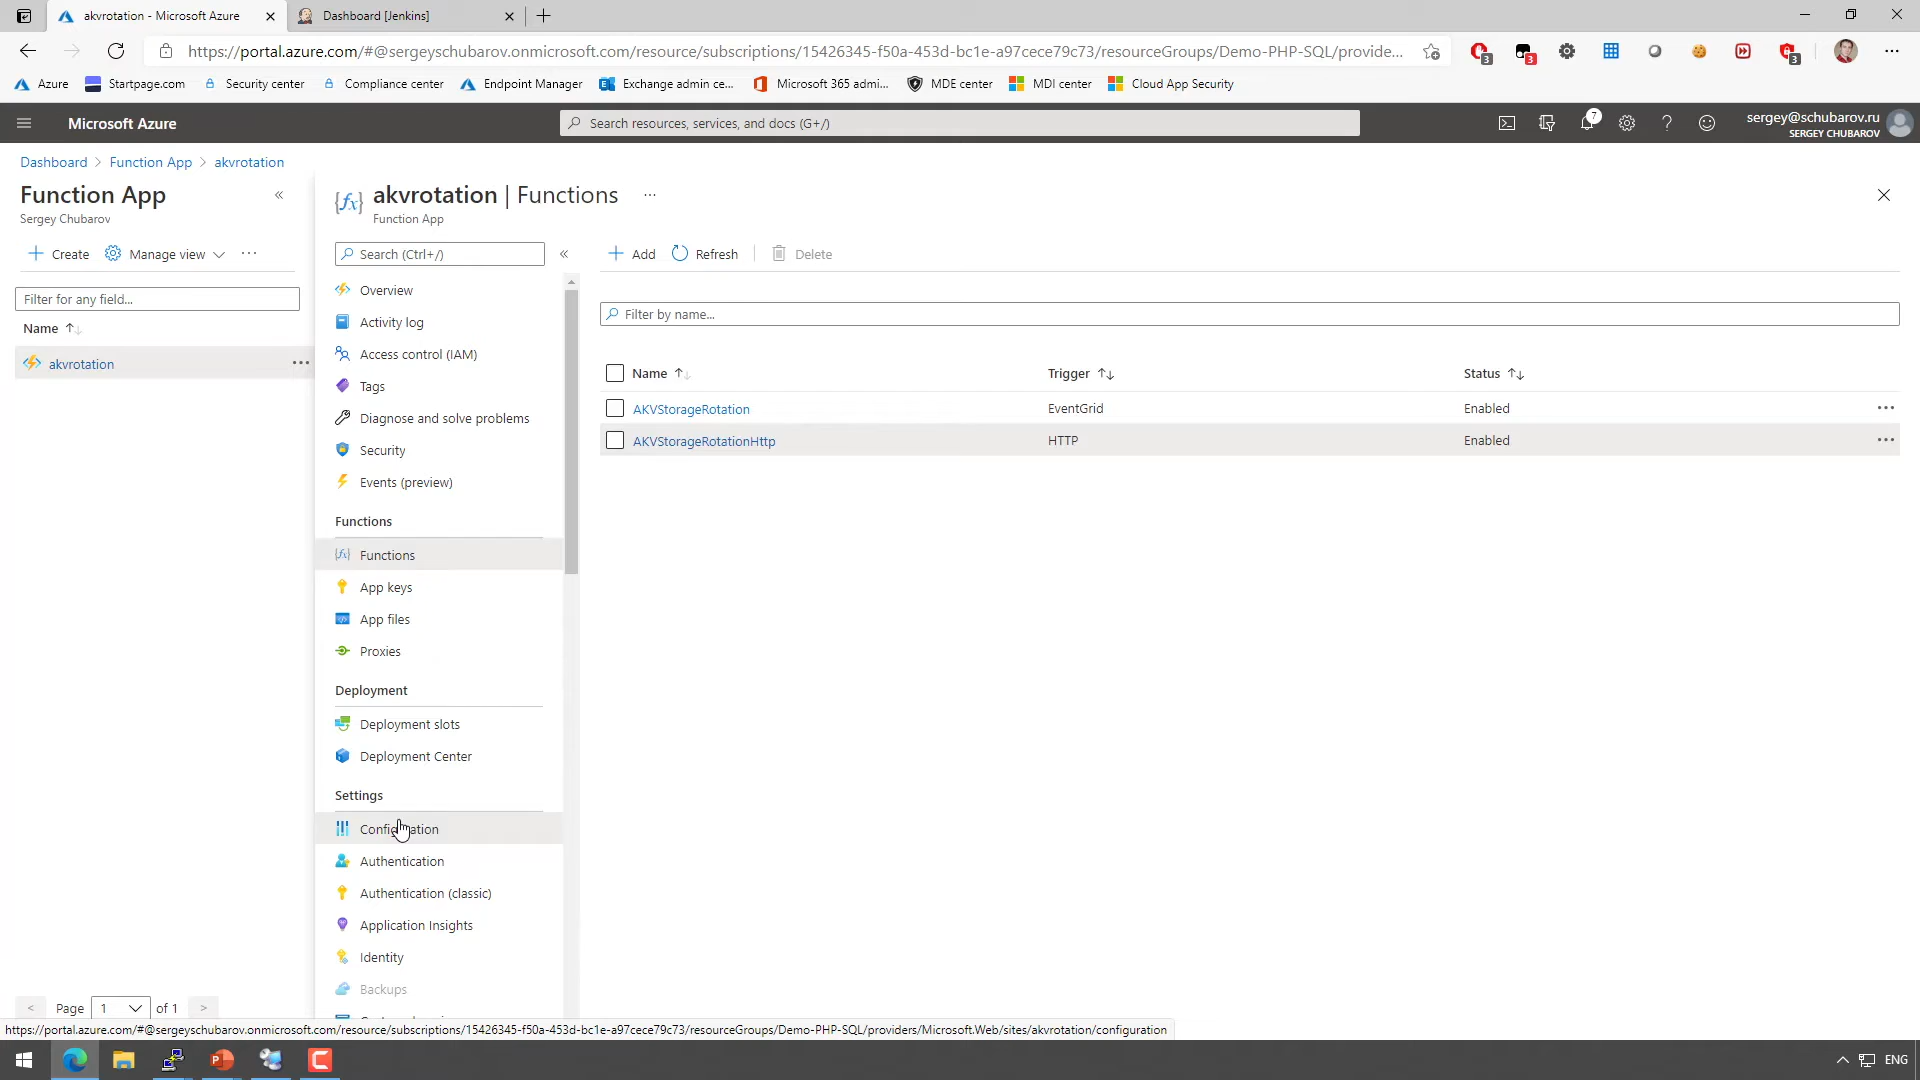 akvrotation - Microsoft Azure
Dashboard [Jenkins]
https://portal.azure.com/#@sergeyschubarov.onmicrosoft.com/resource/subscriptions/15426345-f50a-453d-bc1e-a97cece79c73/resourceGroups/Demo-PHP-SQL/provide...
3
3
3
Azure
Startpage.com
Security center
Compliance center
Endpoint Manager
Exchange admin ce...
Microsoft 365 admi...
MDE center
MDI center
Cloud App Security
Microsoft Azure
Search resources, services, and docs (G+/)
7
sergey@schubarov.ru
SERGEY CHUBAROV
Dashboard > Function App > akvrotation
Function App
Sergey Chubarov
Create
Manage view
Filter for any field...
Name
akvrotation
Page 1 of 1
akvrotation | Functions
Function App
Search (Ctrl+/)
Overview
Activity log
Access control (IAM)
Tags
Diagnose and solve problems
Security
Events (preview)
Functions
Functions
App keys
App files
Proxies
Deployment
Deployment slots
Deployment Center
Settings
Configuration
Authentication
Authentication (classic)
Application Insights
Identity
Backups
Add
Refresh
Delete
Filter by name...
Name Trigger Status
AKVStorageRotation EventGrid Enabled
AKVStorageRotationHttp HTTP Enabled
https://portal.azure.com/#@sergeyschubarov.onmicrosoft.com/resource/subscriptions/15426345-f50a-453d-bc1e-a97cece79c73/resourceGroups/Demo-PHP-SQL/providers/Microsoft.Web/sites/akvrotation/configuration
ENG